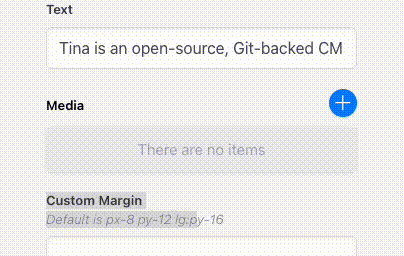 Text
Tina is an open-source, Git-backed CM
Media
There are no items
Custom Margin
Default is px-8 py-12 lg:py-16